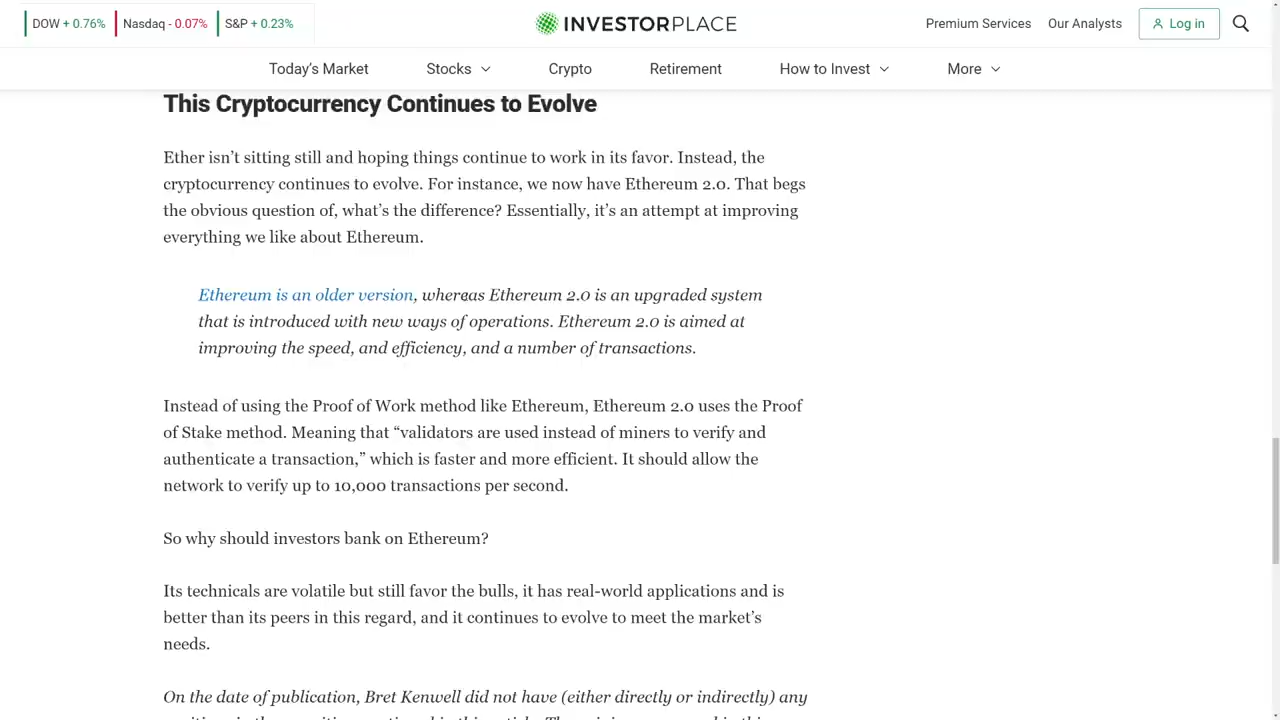 DOW + 0.76% Nasdaq - 0.07% S&P + 0.23%
INVESTORPLACE
Premium Services Our Analysts Log in
Today's Market Stocks Crypto Retirement How to Invest More
This Cryptocurrency Continues to Evolve
Ether isn't sitting still and hoping things continue to work in its favor. Instead, the
cryptocurrency continues to evolve. For instance, we now have Ethereum 2.0. That begs
the obvious question of, what's the difference? Essentially, it's an attempt at improving
everything we like about Ethereum.
Ethereum is an older version, whereas Ethereum 2.0 is an upgraded system
that is introduced with new ways of operations. Ethereum 2.0 is aimed at
improving the speed, and efficiency, and a number of transactions.
Instead of using the Proof of Work method like Ethereum, Ethereum 2.0 uses the Proof
of Stake method. Meaning that “validators are used instead of miners to verify and
authenticate a transaction,” which is faster and more efficient. It should allow the
network to verify up to 10,000 transactions per second.
So why should investors bank on Ethereum?
Its technicals are volatile but still favor the bulls, it has real-world applications and is
better than its peers in this regard, and it continues to evolve to meet the market's
needs.
On the date of publication, Bret Kenwell did not have (either directly or indirectly) any